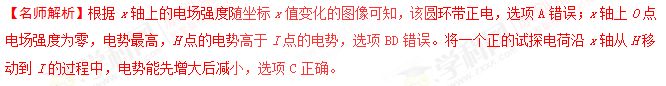 【名师解析】根据 x 轴上的电场强度随坐标 x 值变化的图像可知，该圆环带正电，选项 A 错误；x 轴上 O 点
电场强度为零，电势最高，H 点的电势高于 I 点的电势，选项 BD 错误。将一个正的试探电荷沿 x 轴从 H 移
动到 I 的过程中，电势能先增大后减小，选项 C 正确。